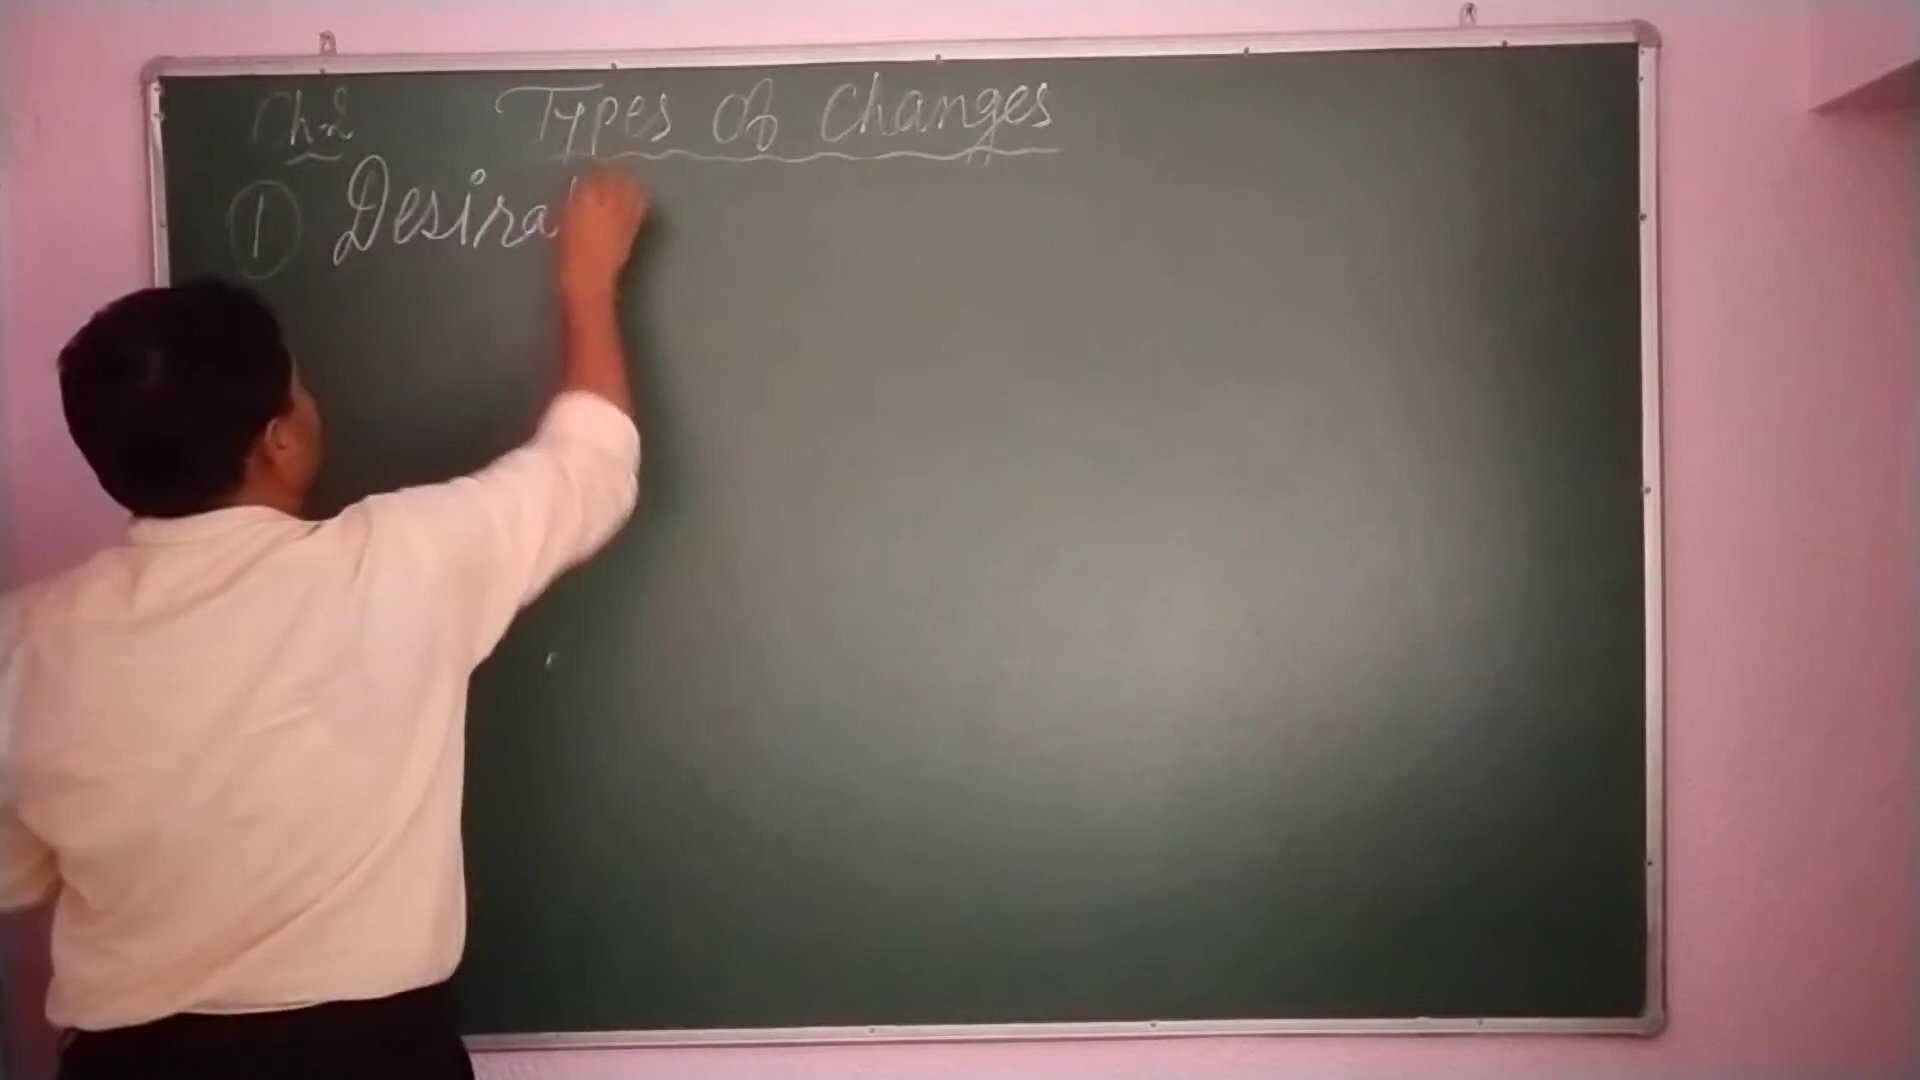 Ch-2 Types of Changes
① Desira